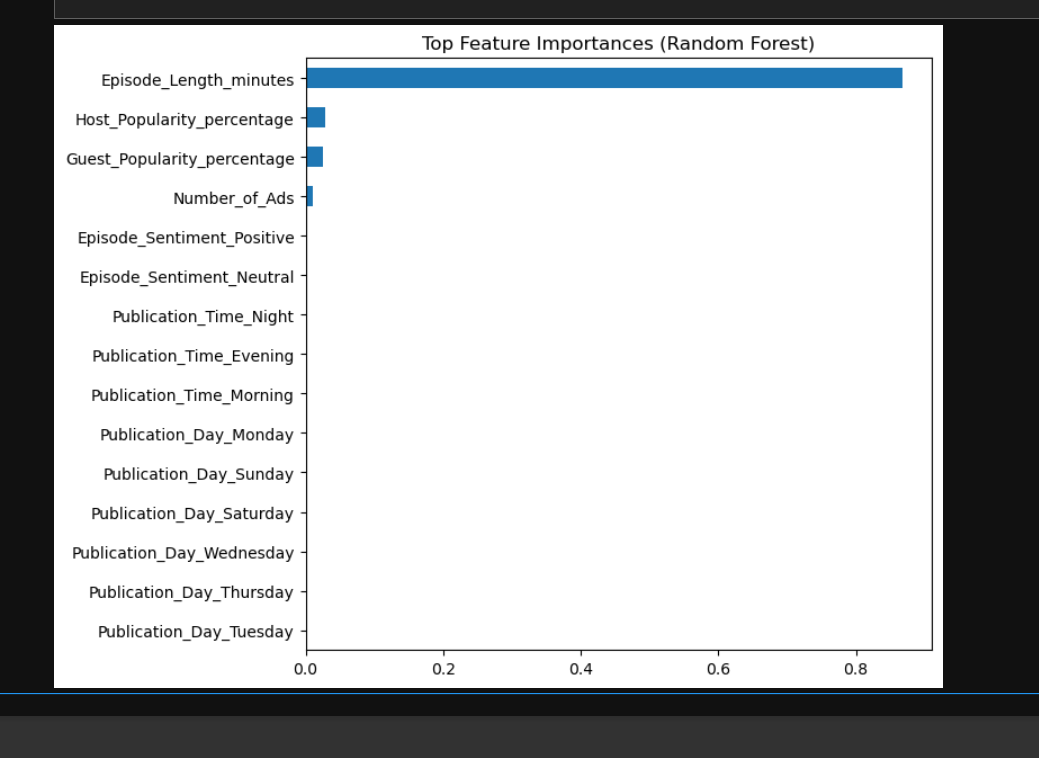 Top Feature Importances (Random Forest)
Episode_Length_minutes
Host_Popularity_percentage
Guest_Popularity_percentage
Number_of_Ads
Episode_Sentiment_Positive
Episode_Sentiment_Neutral
Publication_Time_Night
Publication_Time_Evening
Publication_Time_Morning
Publication_Day_Monday
Publication_Day_Sunday
Publication_Day_Saturday
Publication_Day_Wednesday
Publication_Day_Thursday
Publication_Day_Tuesday
0.0 0.2 0.4 0.6 0.8